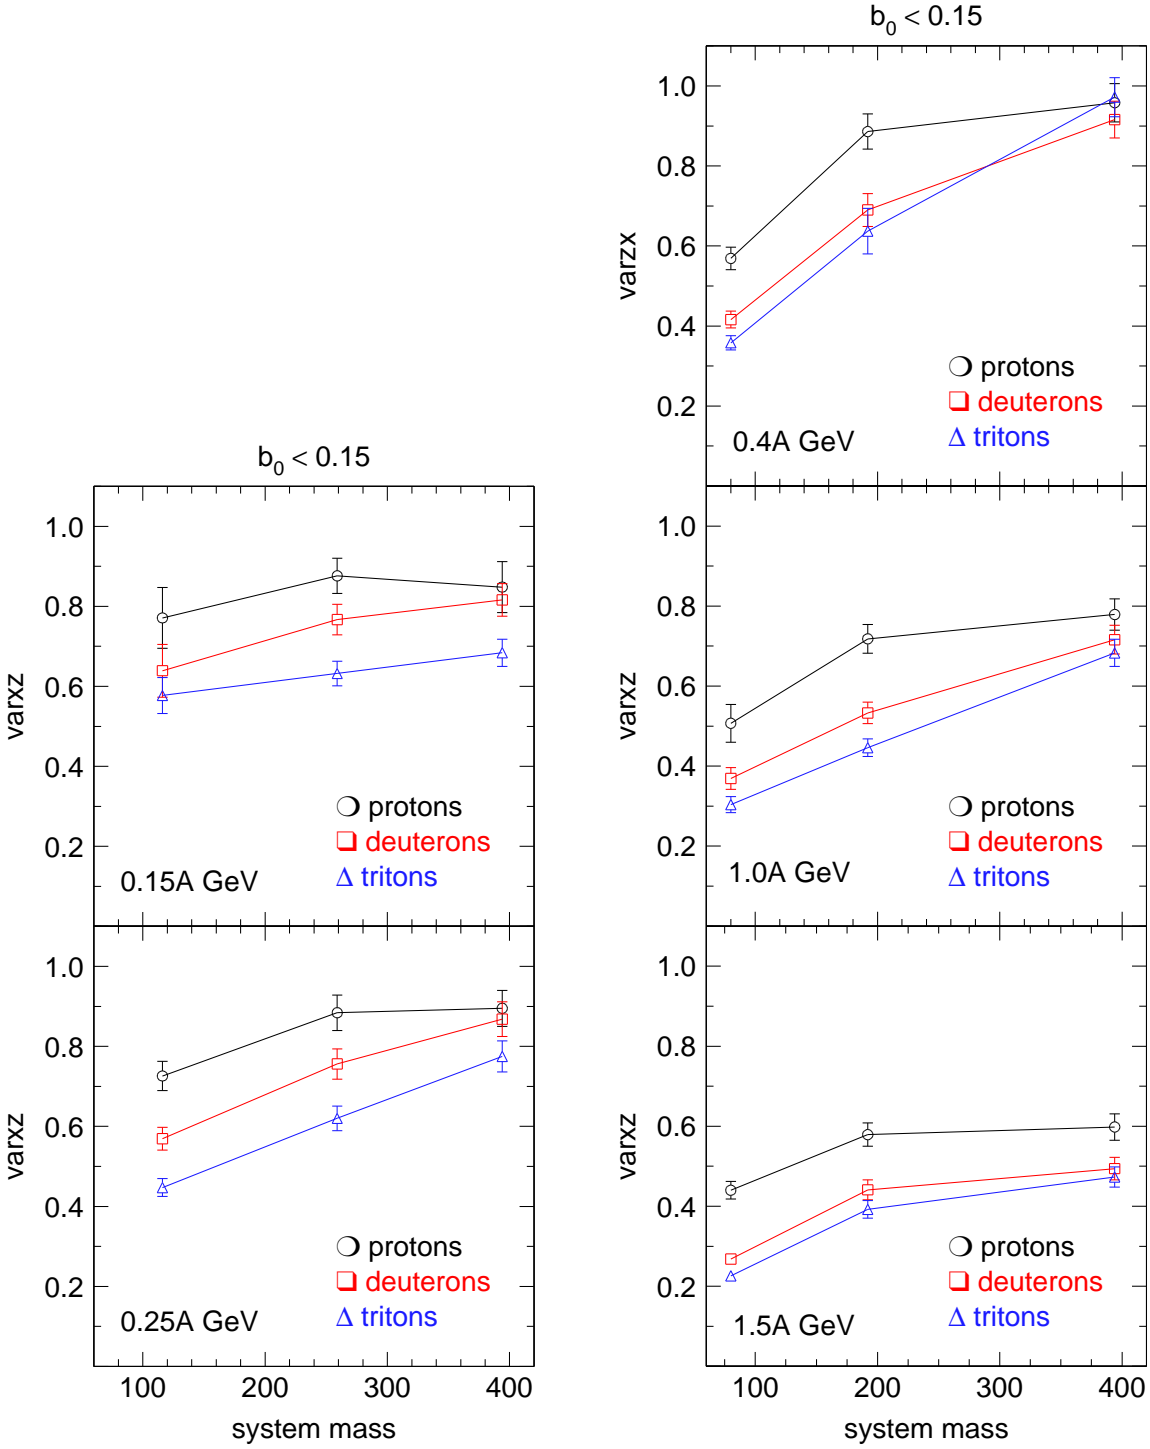 b0 < 0.15
1.0
0.8
0.6
0.4
0.2
varxz
protons
deuterons
tritons
0.15A GeV
1.0
0.8
0.6
0.4
0.2
varxz
protons
deuterons
tritons
0.25A GeV
100 200 300 400
system mass
b0 < 0.15
1.0
0.8
0.6
0.4
0.2
varzx
protons
deuterons
tritons
0.4A GeV
1.0
0.8
0.6
0.4
0.2
varxz
protons
deuterons
tritons
1.0A GeV
1.0
0.8
0.6
0.4
0.2
varxz
protons
deuterons
tritons
1.5A GeV
100 200 300 400
system mass